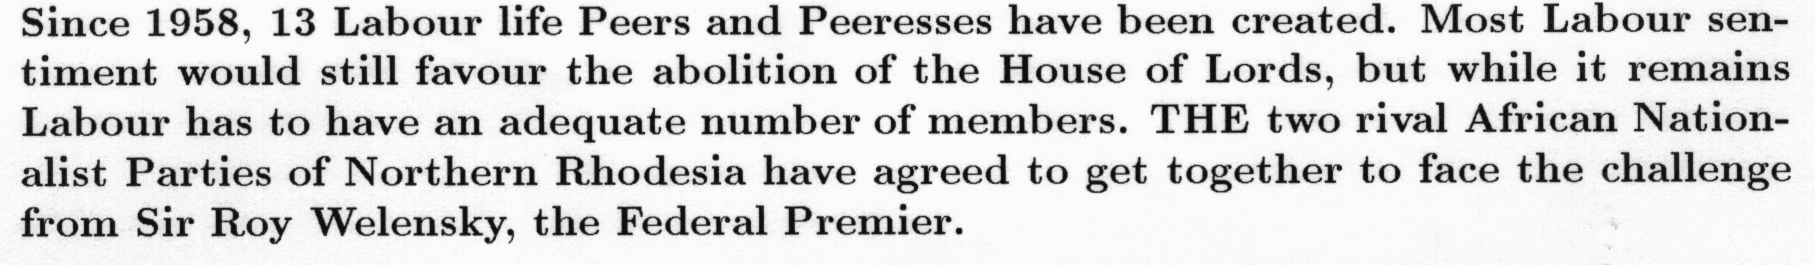 Since 1958, 13 Labour life Peers and Peeresses have been created. Most Labour sen-
timent would still favour the abolition of the House of Lords, but while it remains
Labour has to have an adequate number of members. THE two rival African Nation-
alist Parties of Northern Rhodesia have agreed to get together to face the challenge
from Sir Roy Welensky, the Federal Premier.